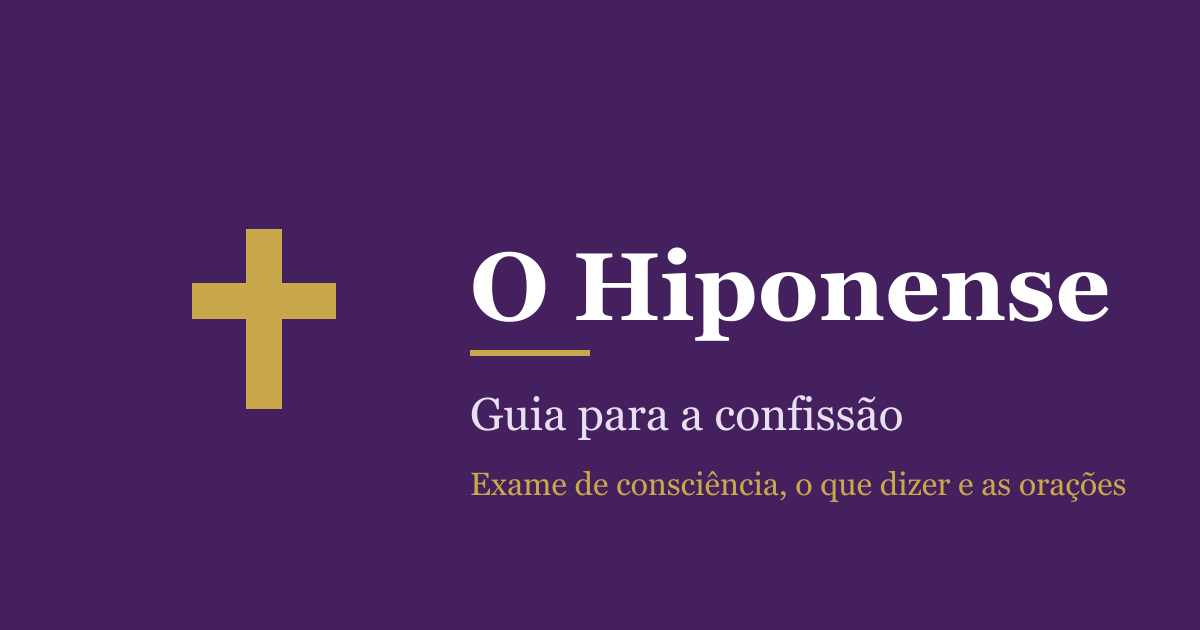 O Hiponense
Guia para a confissão
Exame de consciência, o que dizer e as orações